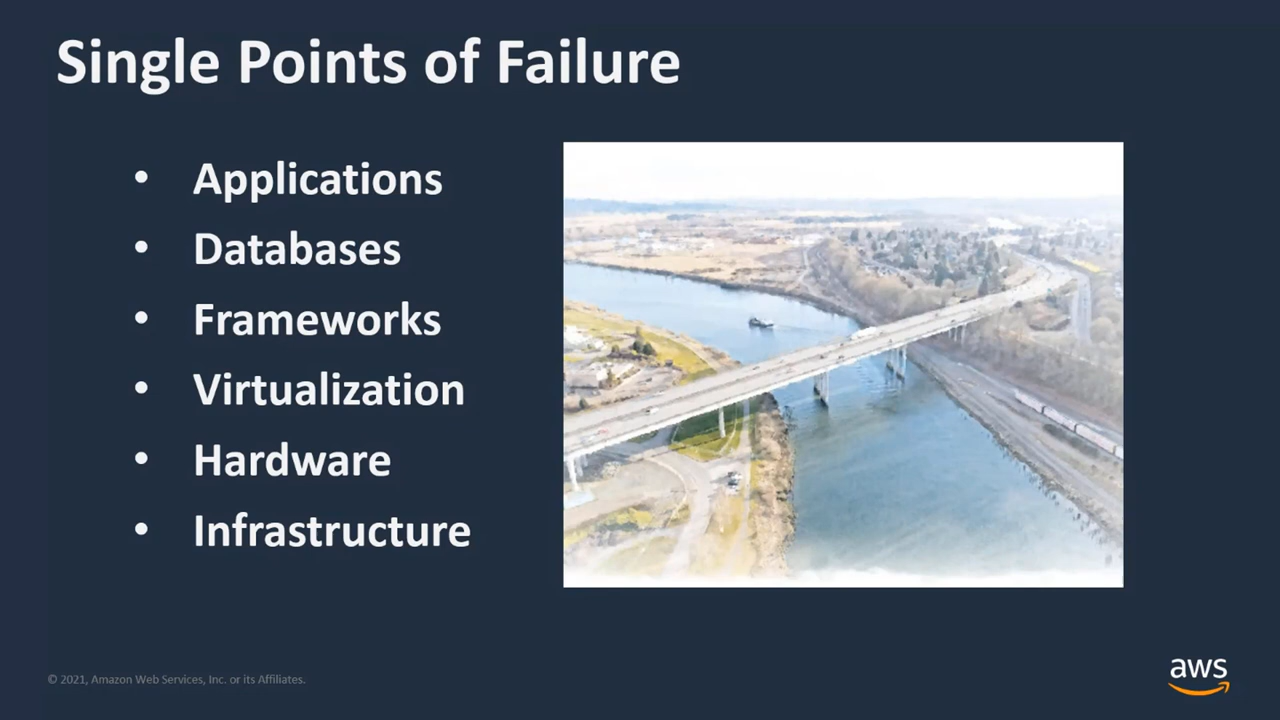 Single Points of Failure
• Applications
• Databases
• Frameworks
• Virtualization
• Hardware
• Infrastructure
© 2021, Amazon Web Services, Inc. or its Affiliates.
aws